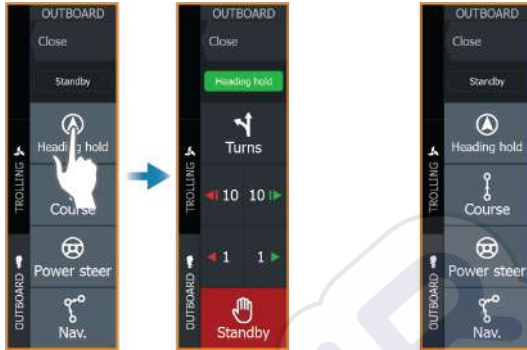 OUTBOARD
Close
Standby
Heading hold
Course
Power steer
Nav.
TROLLING
OUTBOARD
OUTBOARD
Close
Heading hold
Turns
10 10
1 1
Standby
TROLLING
OUTBOARD
OUTBOARD
Close
Standby
Heading hold
Course
Power steer
Nav.
TROLLING
OUTBOARD